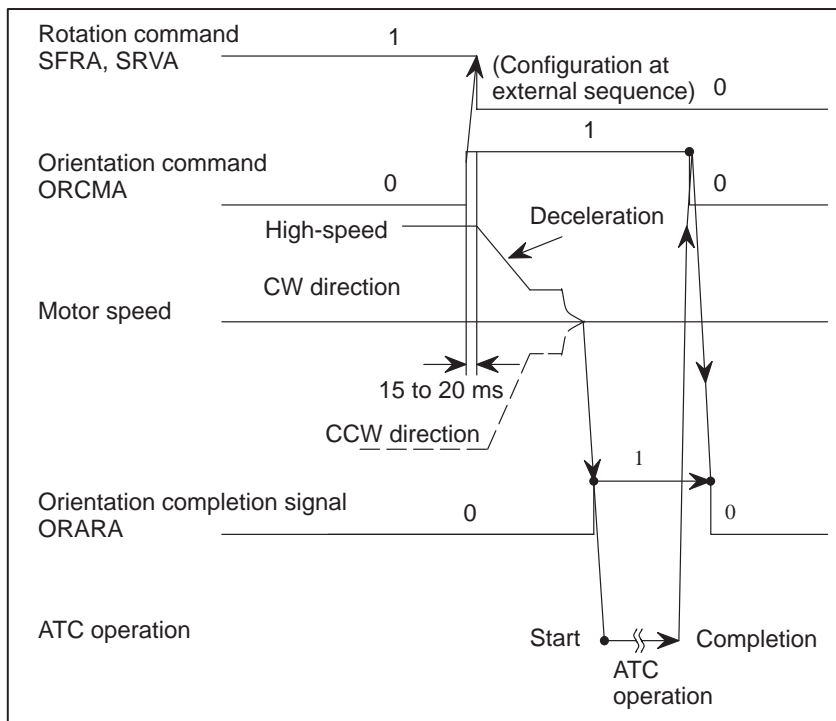 Rotation command
SFRA, SRVA
1
(Configuration at
external sequence)
0
1
Orientation command
ORCMA
0
0
Deceleration
High-speed
CW direction
Motor speed
15 to 20 ms
CCW direction
1
Orientation completion signal
ORARA
0
0
ATC operation
Start
Completion
ATC
operation